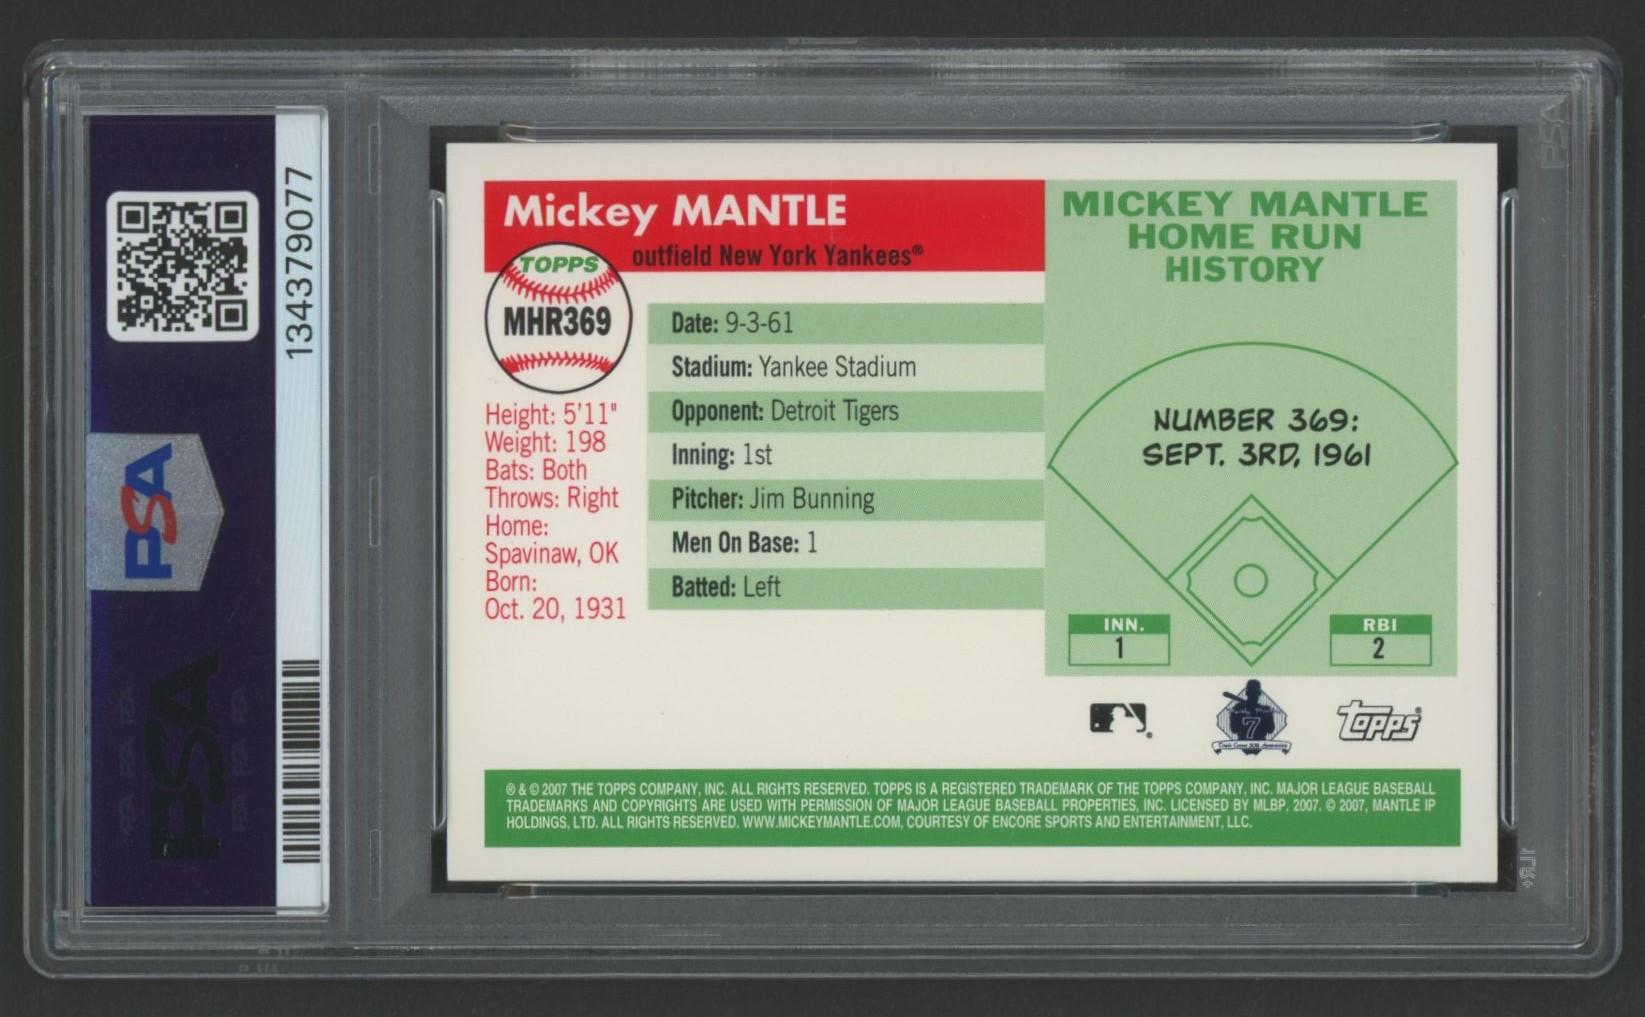 134379077
PSA
PSA
Mickey MANTLE
outfield New York Yankees®
TOPPS
MHR369
Height: 5'11"
Weight: 198
Bats: Both
Throws: Right
Home:
Spavinaw, OK
Born:
Oct. 20, 1931
Date: 9-3-61
Stadium: Yankee Stadium
Opponent: Detroit Tigers
Inning: 1st
Pitcher: Jim Bunning
Men On Base: 1
Batted: Left
MICKEY MANTLE
HOME RUN
HISTORY
NUMBER 369:
SEPT. 3RD, 1961
INN.
1
RBI
2
7
Topps®
® & © 2007 THE TOPPS COMPANY, INC. ALL RIGHTS RESERVED. TOPPS IS A REGISTERED TRADEMARK OF THE TOPPS COMPANY, INC. MAJOR LEAGUE BASEBALL
TRADEMARKS AND COPYRIGHTS ARE USED WITH PERMISSION OF MAJOR LEAGUE BASEBALL PROPERTIES, INC. LICENSED BY MLBP, 2007. © 2007, MANTLE IP
HOLDINGS, LTD. ALL RIGHTS RESERVED. WWW.MICKEYMANTLE.COM, COURTESY OF ENCORE SPORTS AND ENTERTAINMENT, LLC.
PSA